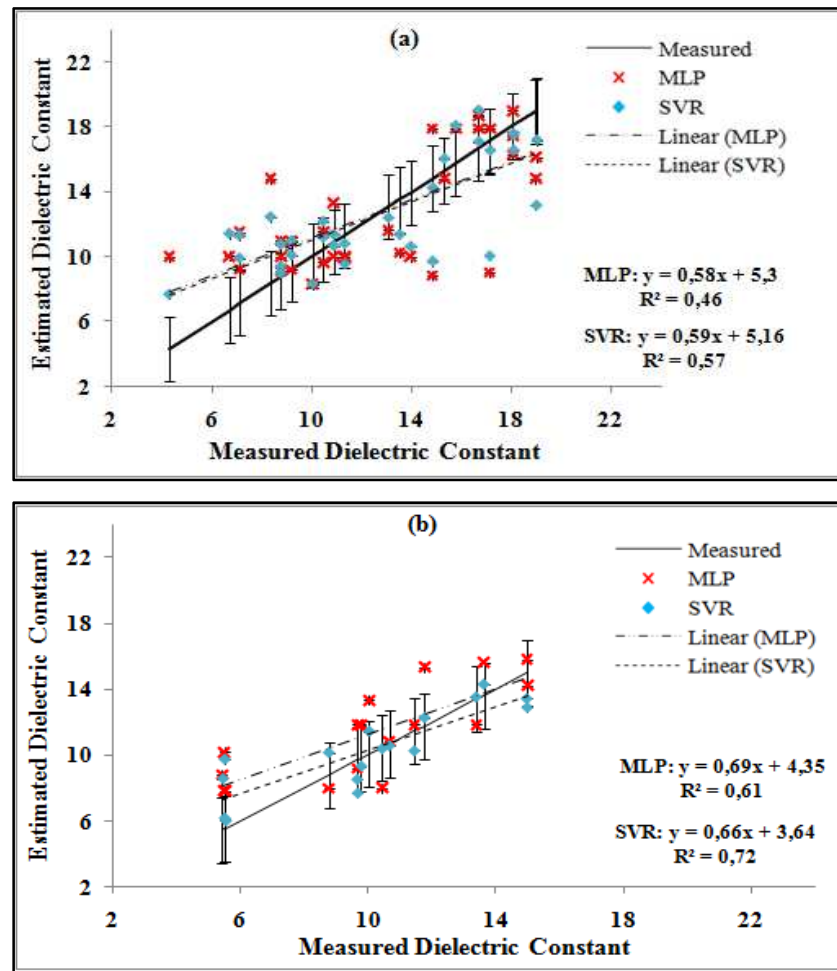 (a)
Estimated Dielectric Constant
22
18
14
10
6
2
2 6 10 14 18 22
Measured Dielectric Constant
Measured
MLP
SVR
Linear (MLP)
Linear (SVR)
MLP: y = 0,58x + 5,3
R² = 0,46
SVR: y = 0,59x + 5,16
R² = 0,57
(b)
Estimated Dielectric Constant
22
18
14
10
6
2
2 6 10 14 18 22
Measured Dielectric Constant
Measured
MLP
SVR
Linear (MLP)
Linear (SVR)
MLP: y = 0,69x + 4,35
R² = 0,61
SVR: y = 0,66x + 3,64
R² = 0,72